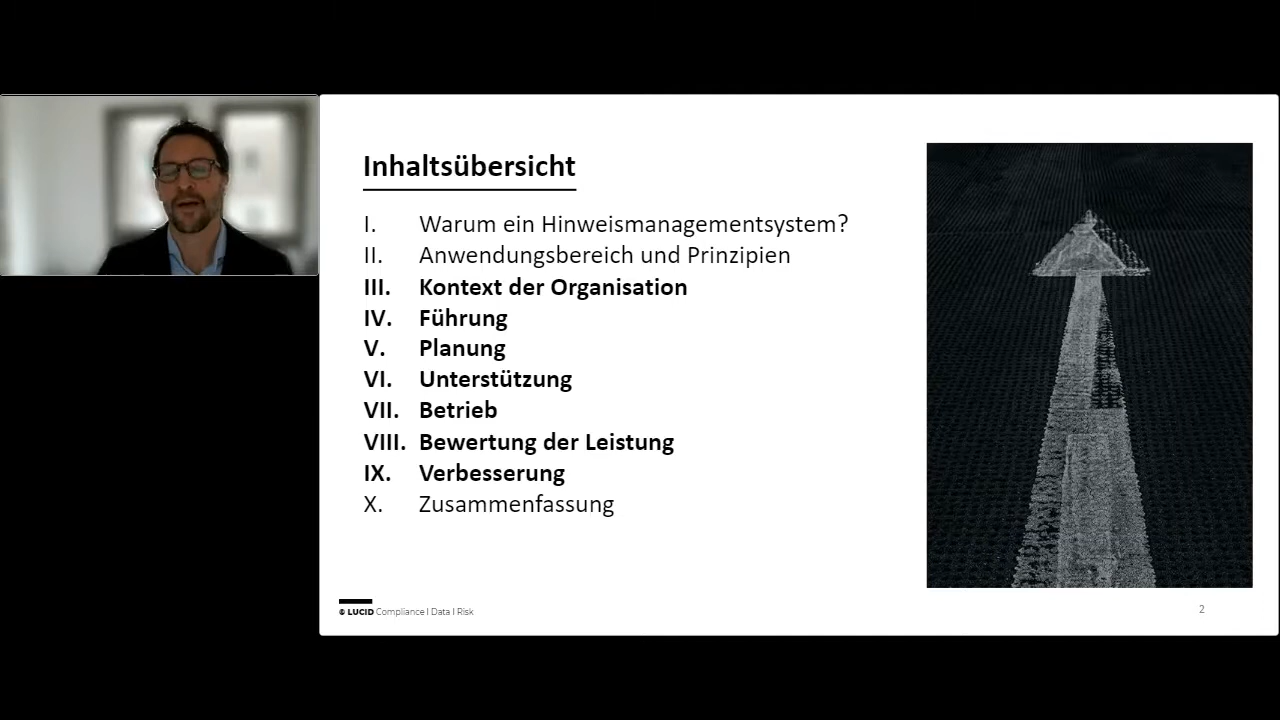 Inhaltsübersicht
I. Warum ein Hinweismanagementsystem?
II. Anwendungsbereich und Prinzipien
III. Kontext der Organisation
IV. Führung
V. Planung
VI. Unterstützung
VII. Betrieb
VIII. Bewertung der Leistung
IX. Verbesserung
X. Zusammenfassung
© LUCID Compliance I Data I Risk
2